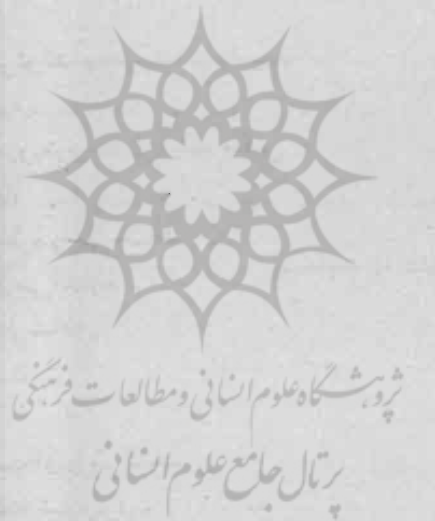 پژوهشگاه علوم انسانی و مطالعات فرهنگی
پرتال جامع علوم انسانی